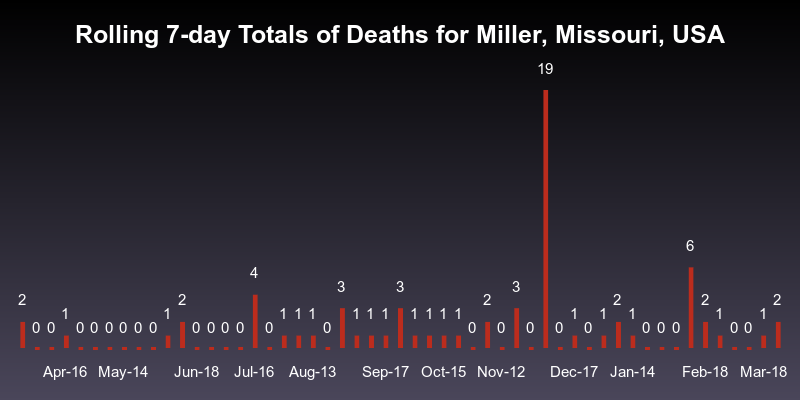 Rolling 7-day Totals of Deaths for Miller, Missouri, USA
2 0 0 1 0 0 0 0 0 0 1 2 0 0 0 0 4 0 1 1 1 0 3 1 1 1 3 1 1 1 1 0 2 0 3 0 19 0 1 0 1 2 1 0 0 0 6 2 1 0 0 1 2
Apr-16 May-14 Jun-18 Jul-16 Aug-13 Sep-17 Oct-15 Nov-12 Dec-17 Jan-14 Feb-18 Mar-18